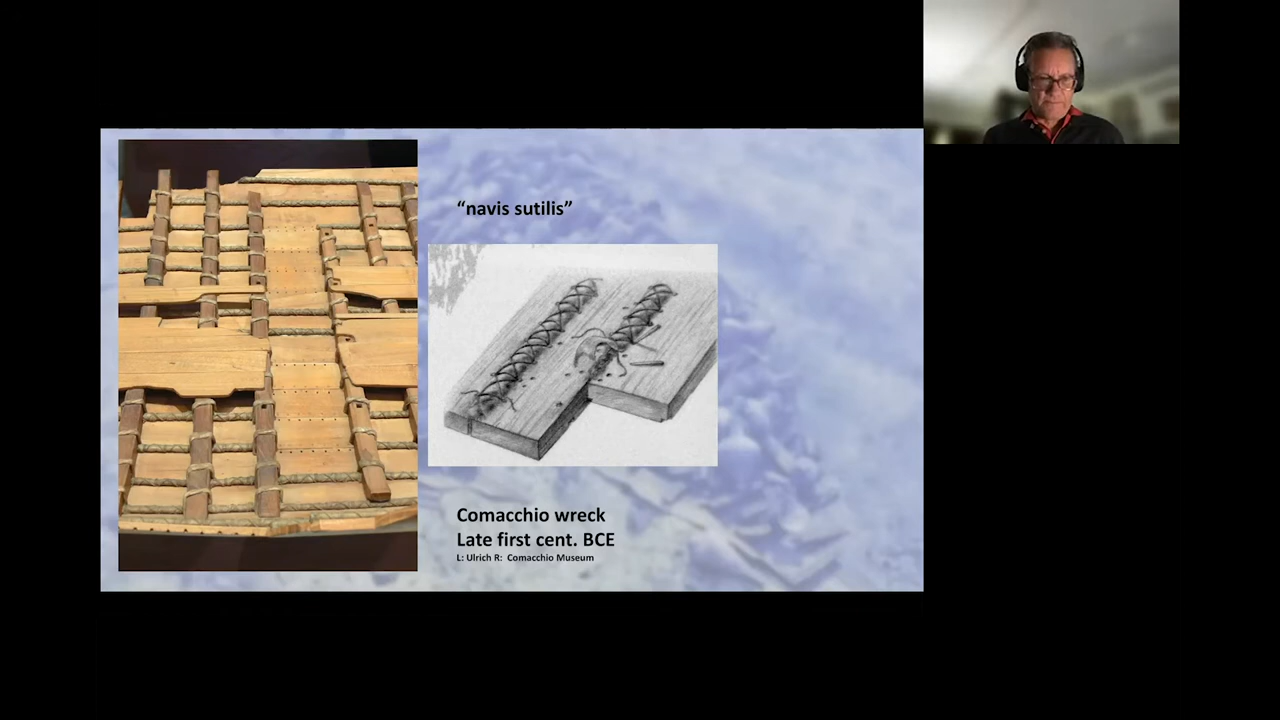 “navis sutilis”
Comacchio wreck
Late first cent. BCE
L: Ulrich R:  Comacchio Museum